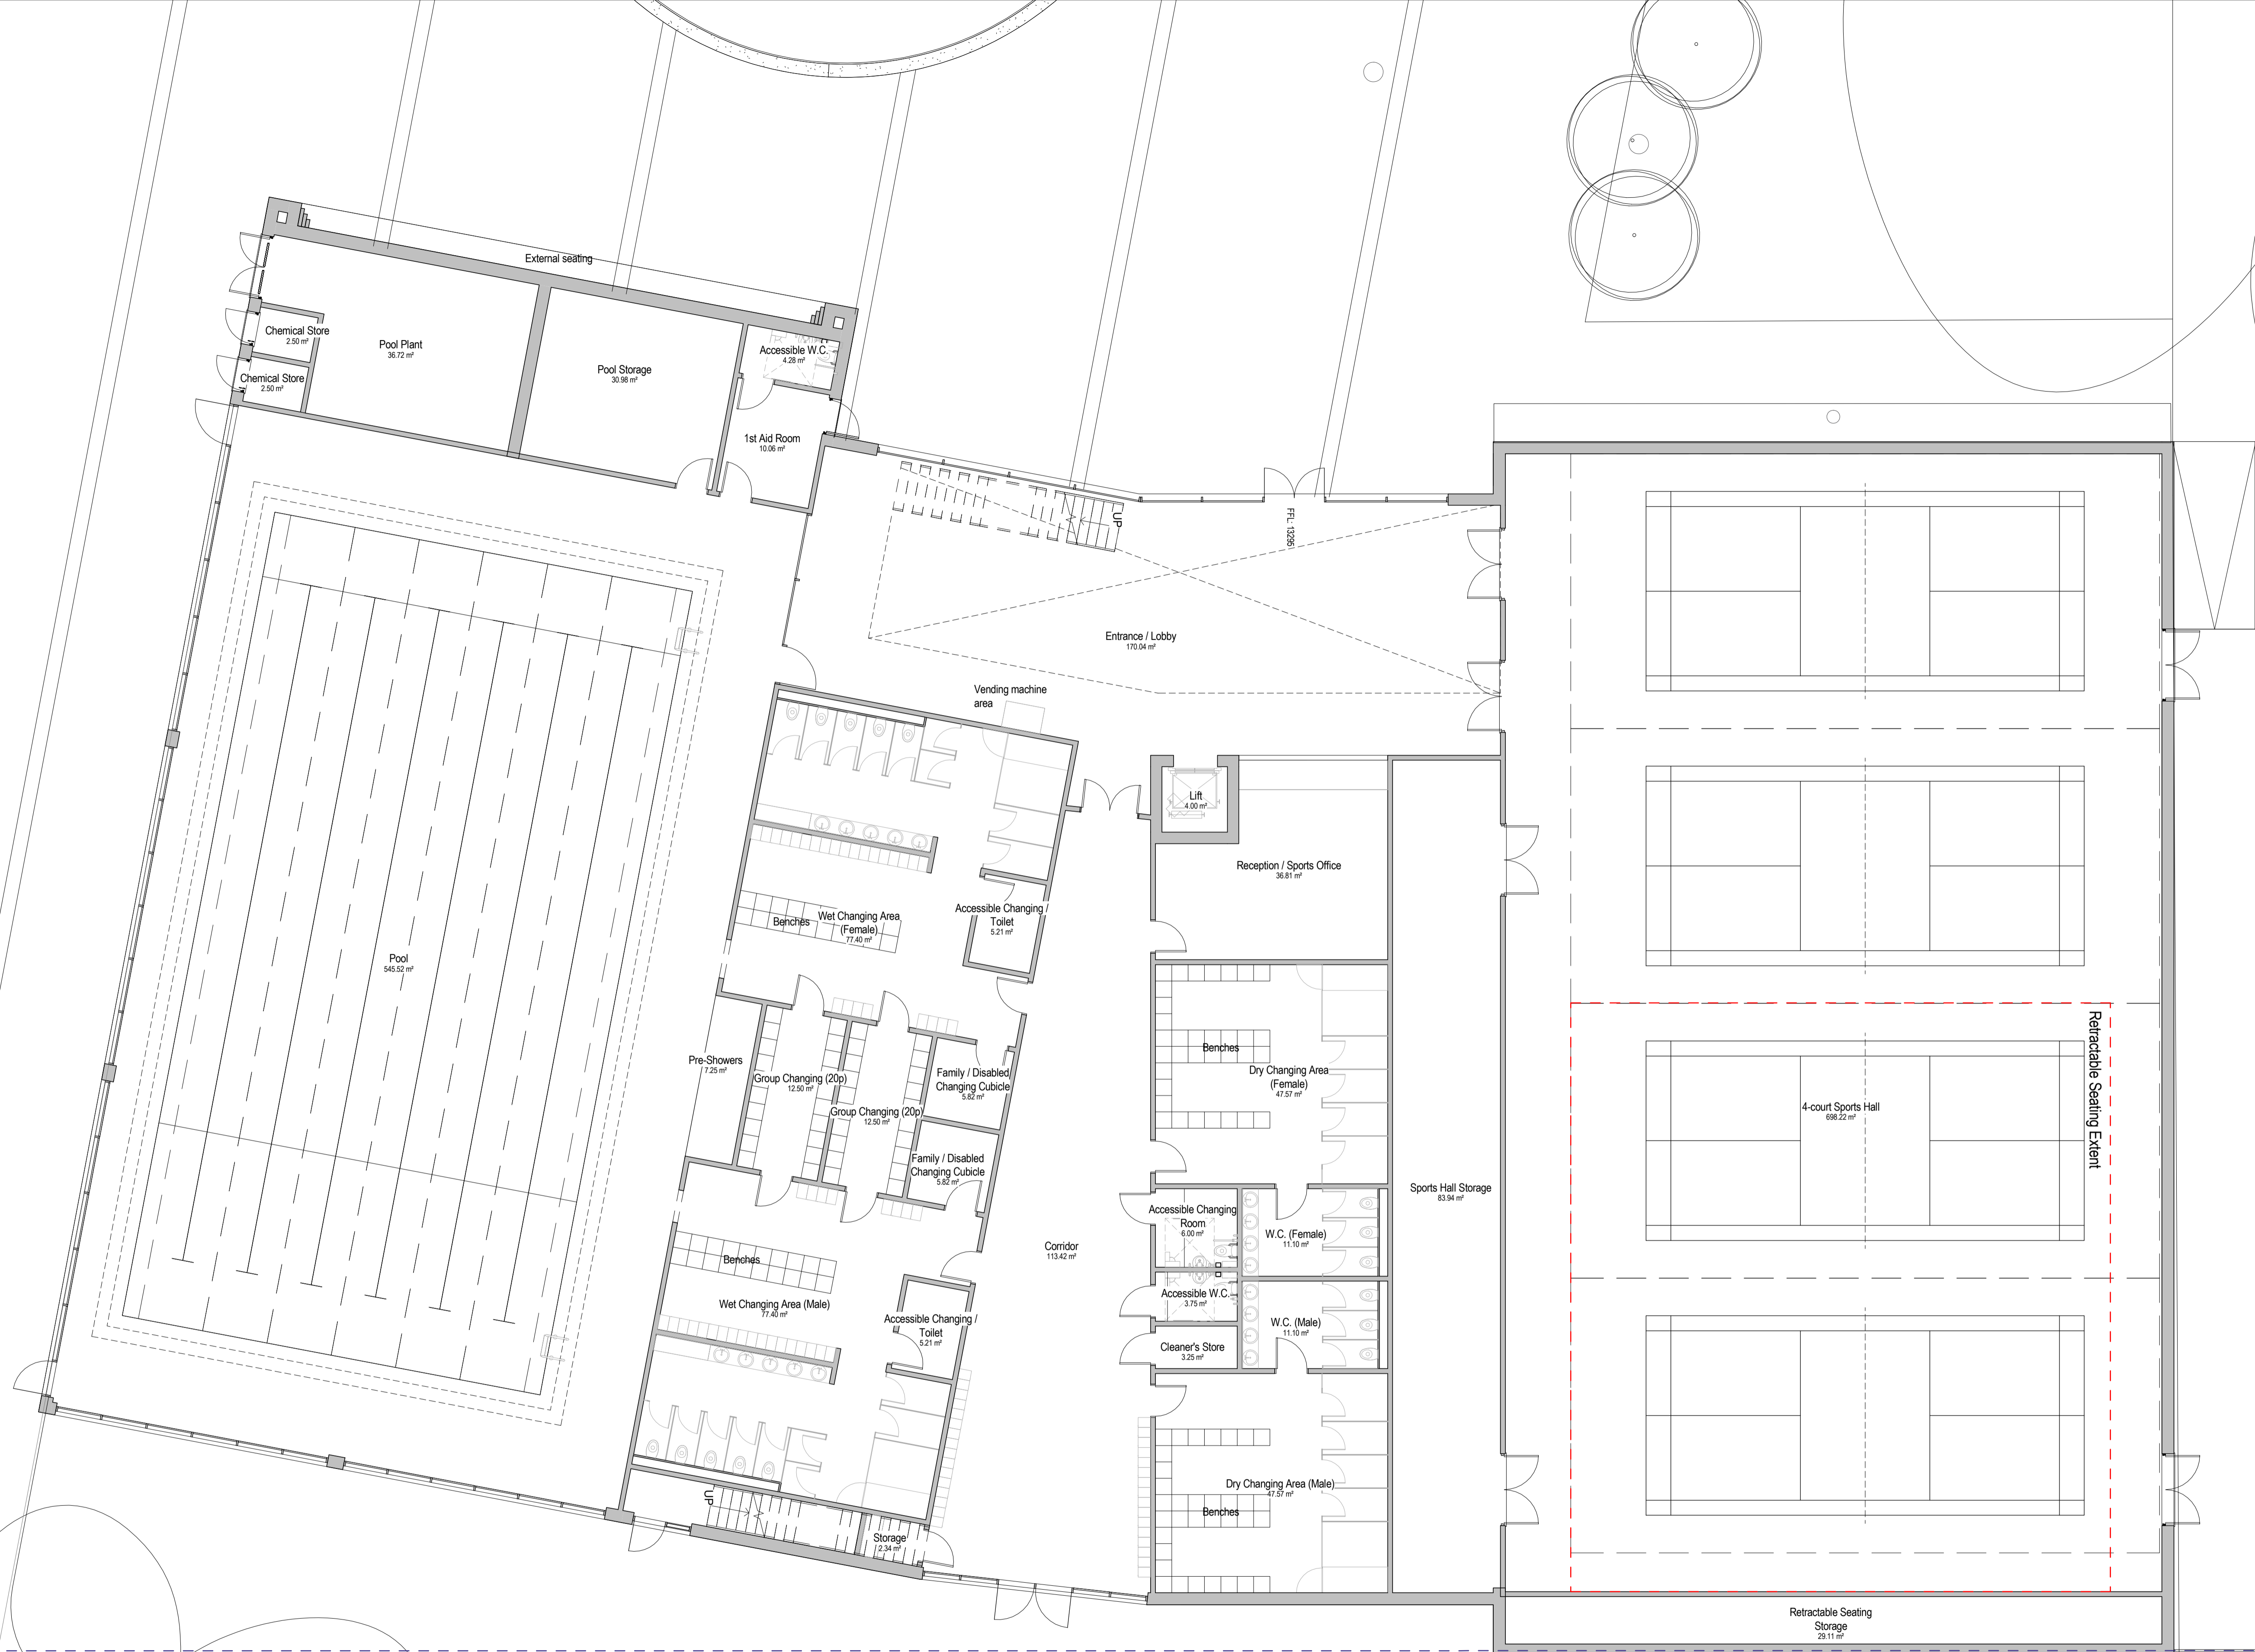 External seating
Chemical Store
2.50 m²
Pool Plant
36.72 m²
Accessible W.C.
4.28 m²
Pool Storage
30.98 m²
Chemical Store
2.50 m²
1st Aid Room
10.06 m²
UP
FFL: 13295
Entrance / Lobby
170.04 m²
Vending machine
area
Lift
4.00 m²
Reception / Sports Office
36.81 m²
Accessible Changing /
Toilet
5.21 m²
Benches
Wet Changing Area
(Female)
77.40 m²
Pool
545.52 m²
Pre-Showers
7.25 m²
Group Changing (20p)
12.50 m²
Group Changing (20p)
12.50 m²
Family / Disabled
Changing Cubicle
5.82 m²
Family / Disabled
Changing Cubicle
5.82 m²
Benches
Dry Changing Area
(Female)
47.57 m²
Retractable Seating Extent
4-court Sports Hall
698.22 m²
Sports Hall Storage
83.94 m²
Accessible Changing
Room
6.00 m²
W.C. (Female)
11.10 m²
Corridor
113.42 m²
Benches
Wet Changing Area (Male)
77.40 m²
Accessible W.C.
3.75 m²
Accessible Changing /
Toilet
5.21 m²
W.C. (Male)
11.10 m²
Cleaner's Store
3.25 m²
Dry Changing Area (Male)
47.57 m²
Benches
UP
Storage
2.34 m²
Retractable Seating
Storage
29.11 m²